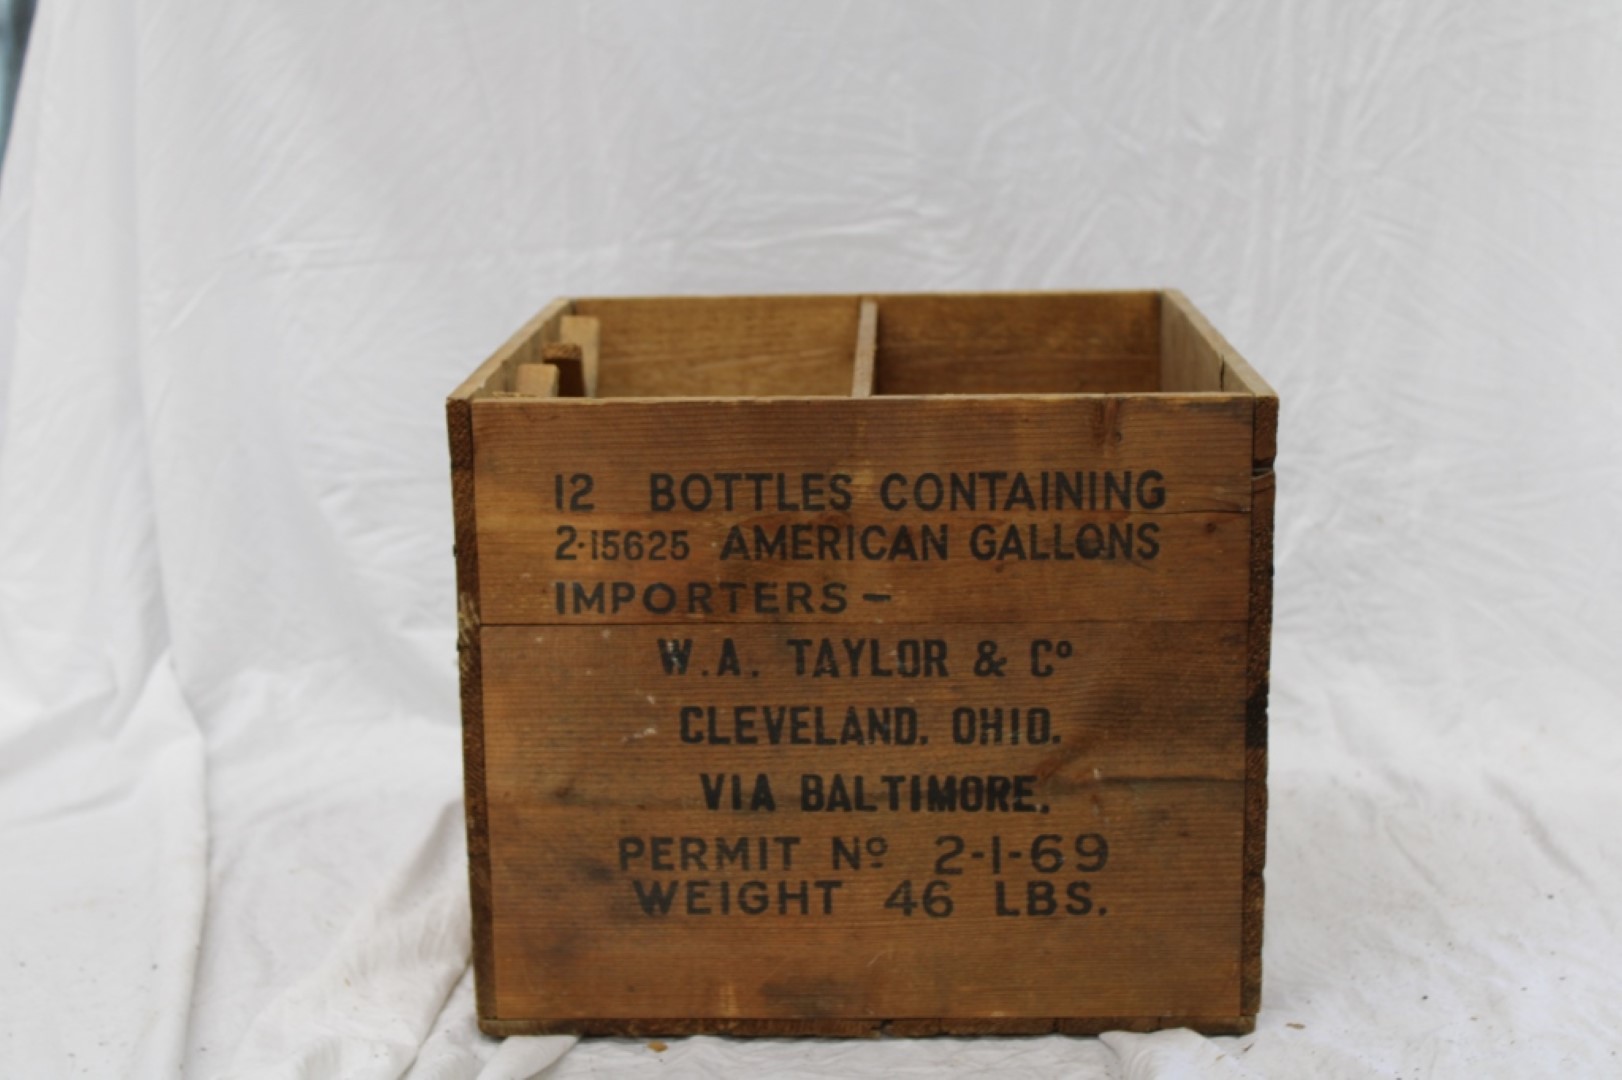 12 BOTTLES CONTAINING
2·15625 AMERICAN GALLONS
IMPORTERS –
W.A. TAYLOR & Cº
CLEVELAND. OHIO.
VIA BALTIMORE.
PERMIT Nº 2-1-69
WEIGHT 46 LBS.